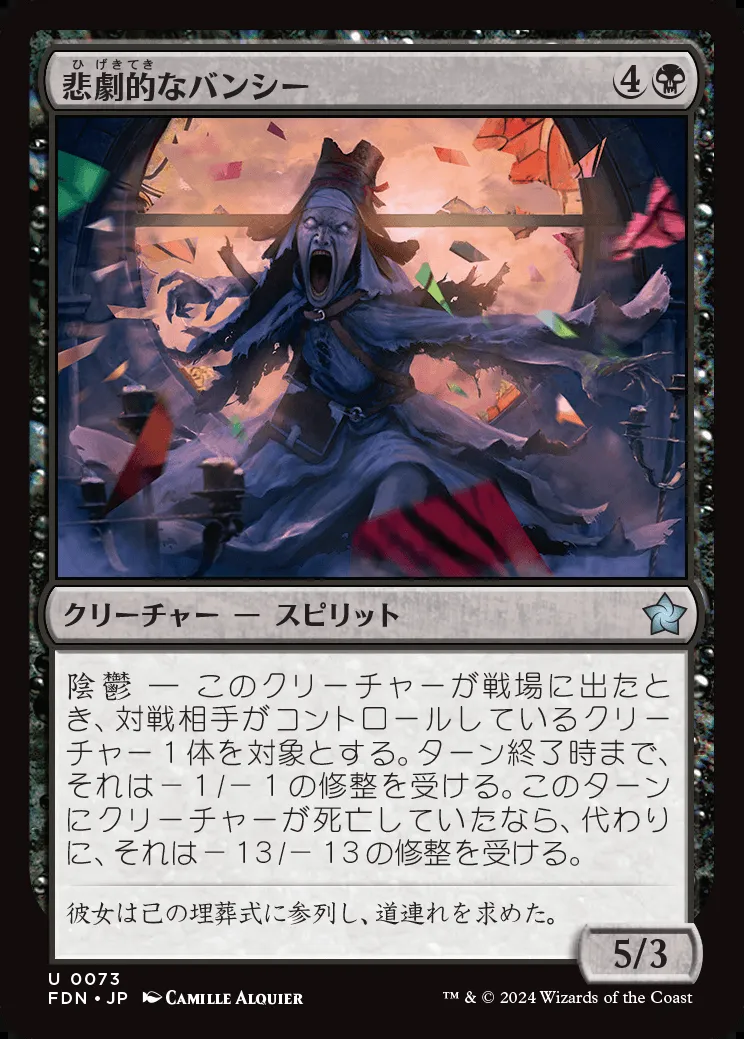 ひげきてき
悲劇的なバンシー 4
クリーチャー — スピリット
陰鬱 ― このクリーチャーが戦場に出たと
き、対戦相手がコントロールしているクリー
チャー１体を対象とする。ターン終了時まで、
それは－１/－１の修整を受ける。このターン
にクリーチャーが死亡していたなら、代わり
に、それは－13/－13の修整を受ける。
彼女は己の埋葬式に参列し、道連れを求めた。
5/3
U 0073
FDN • JP Camille Alquier
™ & © 2024 Wizards of the Coast